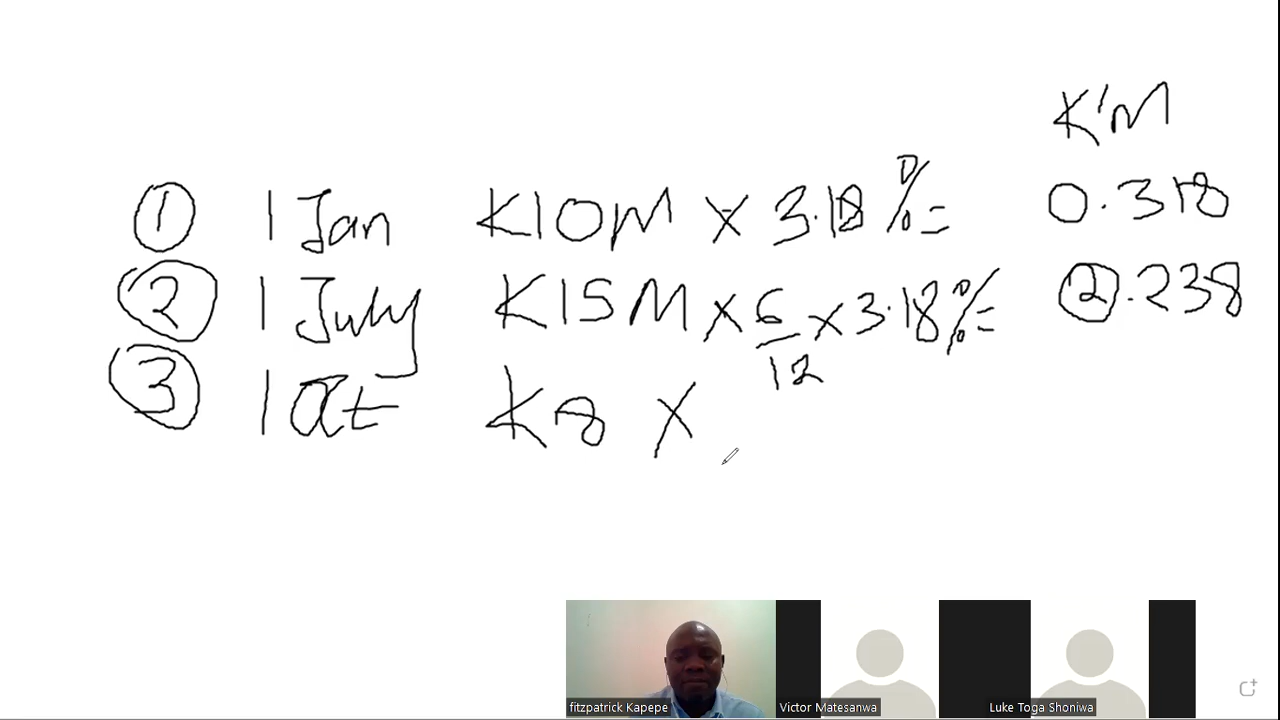 K'M
① 1 Jan K10M × 3.18%= 0.318
② 1 July K15M × 6/12 × 3.18%= ②.238
③ 1 Oct K8 ×
fitzpatrick Kapepe
Victor Matesanwa
Luke Toga Shoniwa